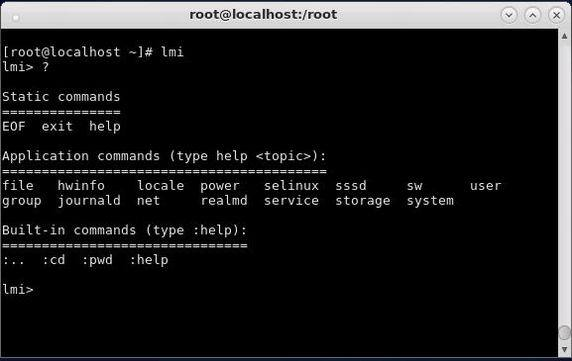 root@localhost:/root
[root@localhost ~]# lmi
lmi> ?
Static commands
===============
EOF  exit  help
Application commands (type help <topic>):
=========================================
file   hwinfo    locale  power   selinux  sssd     sw      user
group  journald  net     realmd  service  storage  system
Built-in commands (type :help):
===============================
:..  :cd  :pwd  :help
lmi>